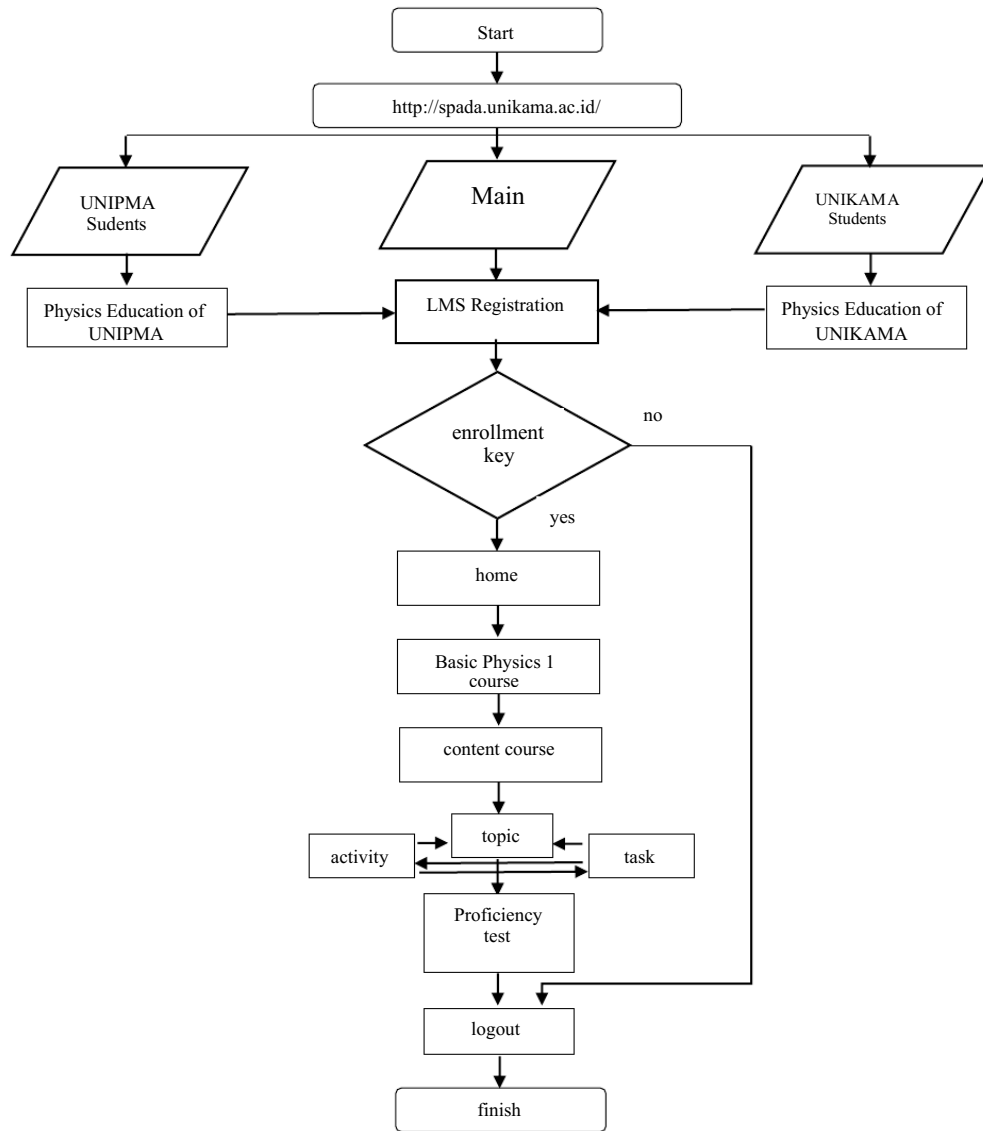 Start
http://spada.unikama.ac.id/
UNIPMA
Sudents
Main
UNIKAMA
Students
Physics Education of
UNIPMA
LMS Registration
Physics Education of
UNIKAMA
enrollment
key
no
yes
home
Basic Physics 1
course
content course
topic
activity
task
Proficiency
test
logout
finish